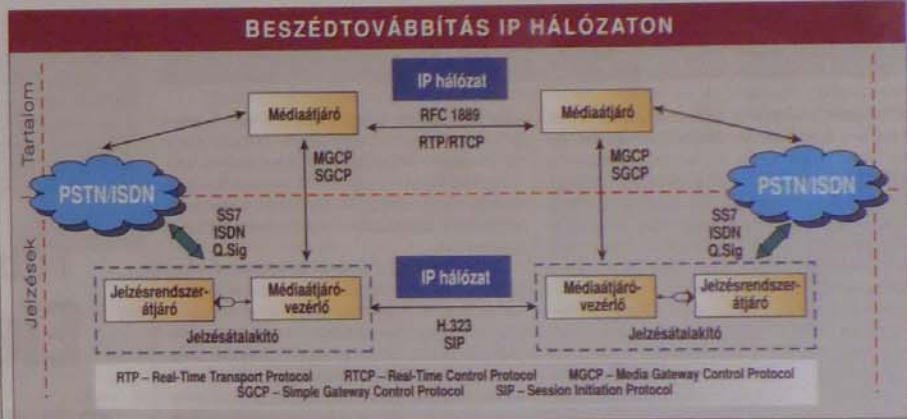 BESZÉDTOVÁBBÍTÁS IP HÁLÓZATON
Tartalom
Jelzések
IP hálózat
Médiaátjáró
RFC 1889
RTP/RTCP
Médiaátjáró
MGCP
SGCP
MGCP
SGCP
PSTN/ISDN
PSTN/ISDN
SS7
ISDN
Q.Sig
SS7
ISDN
Q.Sig
IP hálózat
Jelzésrendszer-
átjáró
Médiaátjáró-
vezérlő
Jelzésátalakító
H.323
SIP
Médiaátjáró-
vezérlő
Jelzésrendszer-
átjáró
Jelzésátalakító
RTP – Real-Time Transport Protocol RTCP – Real-Time Control Protocol MGCP – Media Gateway Control Protocol
SGCP – Simple Gateway Control Protocol SIP – Session Initiation Protocol